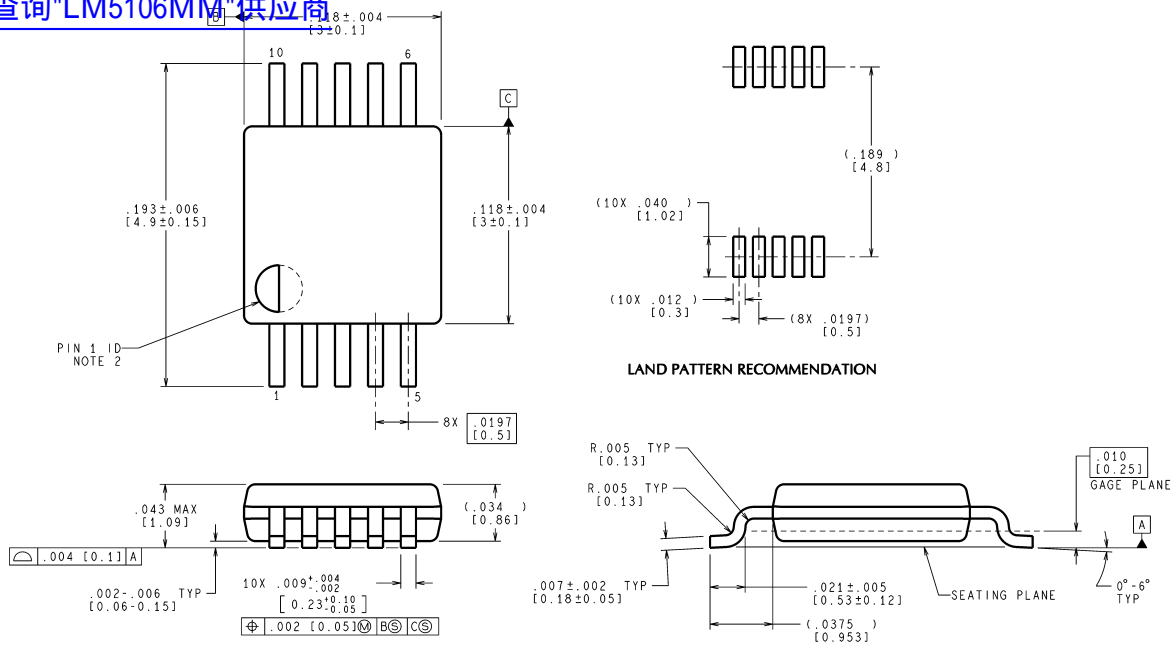 查询"LM5106MM"供应商
B
.118±.004
[3±0.1]
10
6
C
.193±.006
[4.9±0.15]
.118±.004
[3±0.1]
PIN 1 ID
NOTE 2
1
5
8X .0197
[0.5]
(.189 )
[4.8]
(10X .040 )
[1.02]
(10X .012 )
[0.3]
(8X .0197)
[0.5]
LAND PATTERN RECOMMENDATION
.043 MAX
[1.09]
(.034 )
[0.86]
⌓ .004 [0.1] A
.002-.006 TYP
[0.06-0.15]
10X .009+.004 -.002
[0.23+0.10 -0.05]
⌖ .002 [0.05]Ⓜ BⓈ CⓈ
R.005 TYP
[0.13]
R.005 TYP
[0.13]
.010
[0.25]
GAGE PLANE
A
.007±.002 TYP
[0.18±0.05]
.021±.005
[0.53±0.12]
(.0375 )
[0.953]
SEATING PLANE
0°-6°
TYP